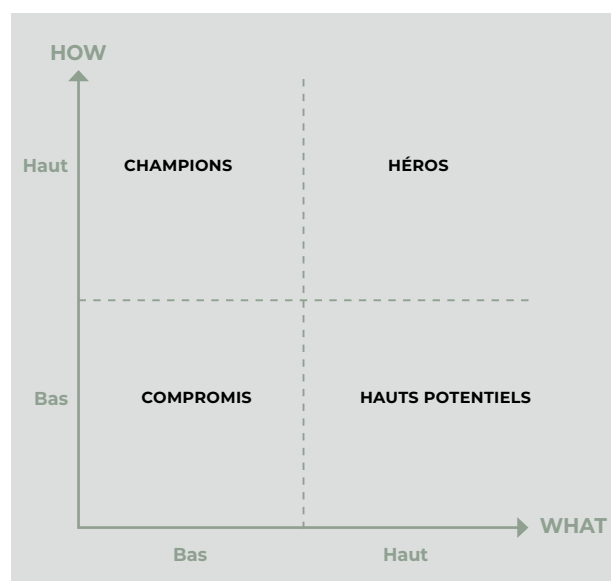 HOW
Haut
CHAMPIONS
HÉROS
Bas
COMPROMIS
HAUTS POTENTIELS
WHAT
Bas
Haut